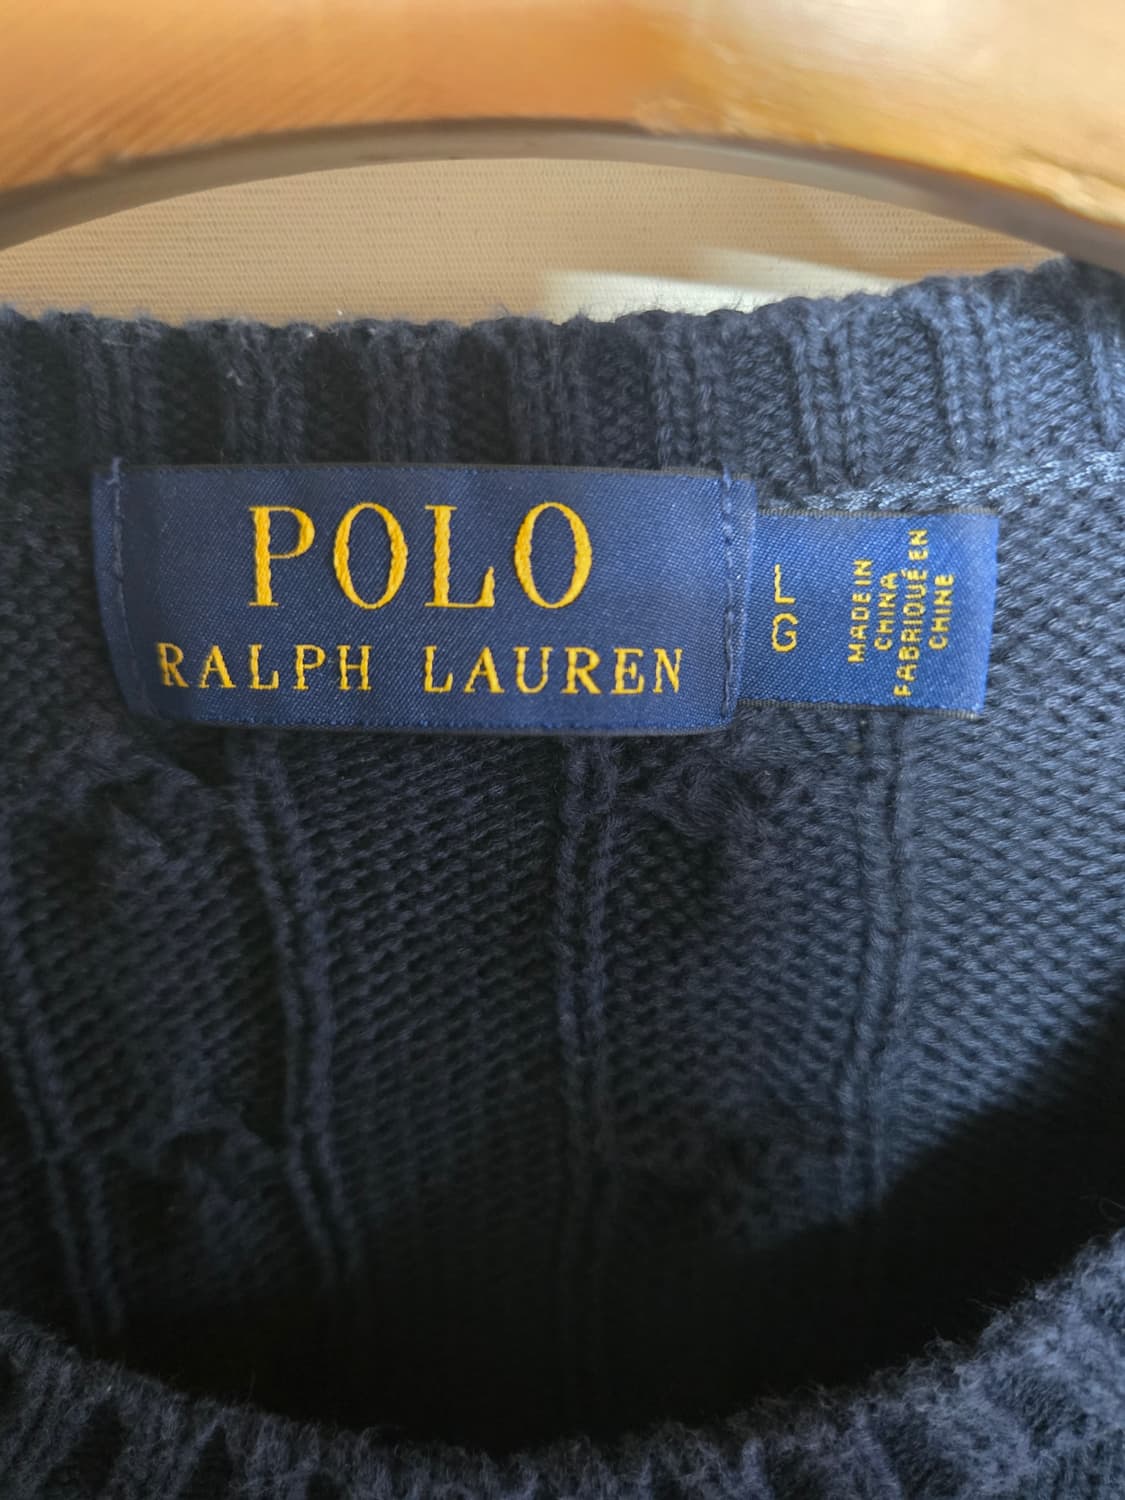 POLO
RALPH LAUREN
L
G
MADE IN
CHINA
FABRIQUÉ EN
CHINE